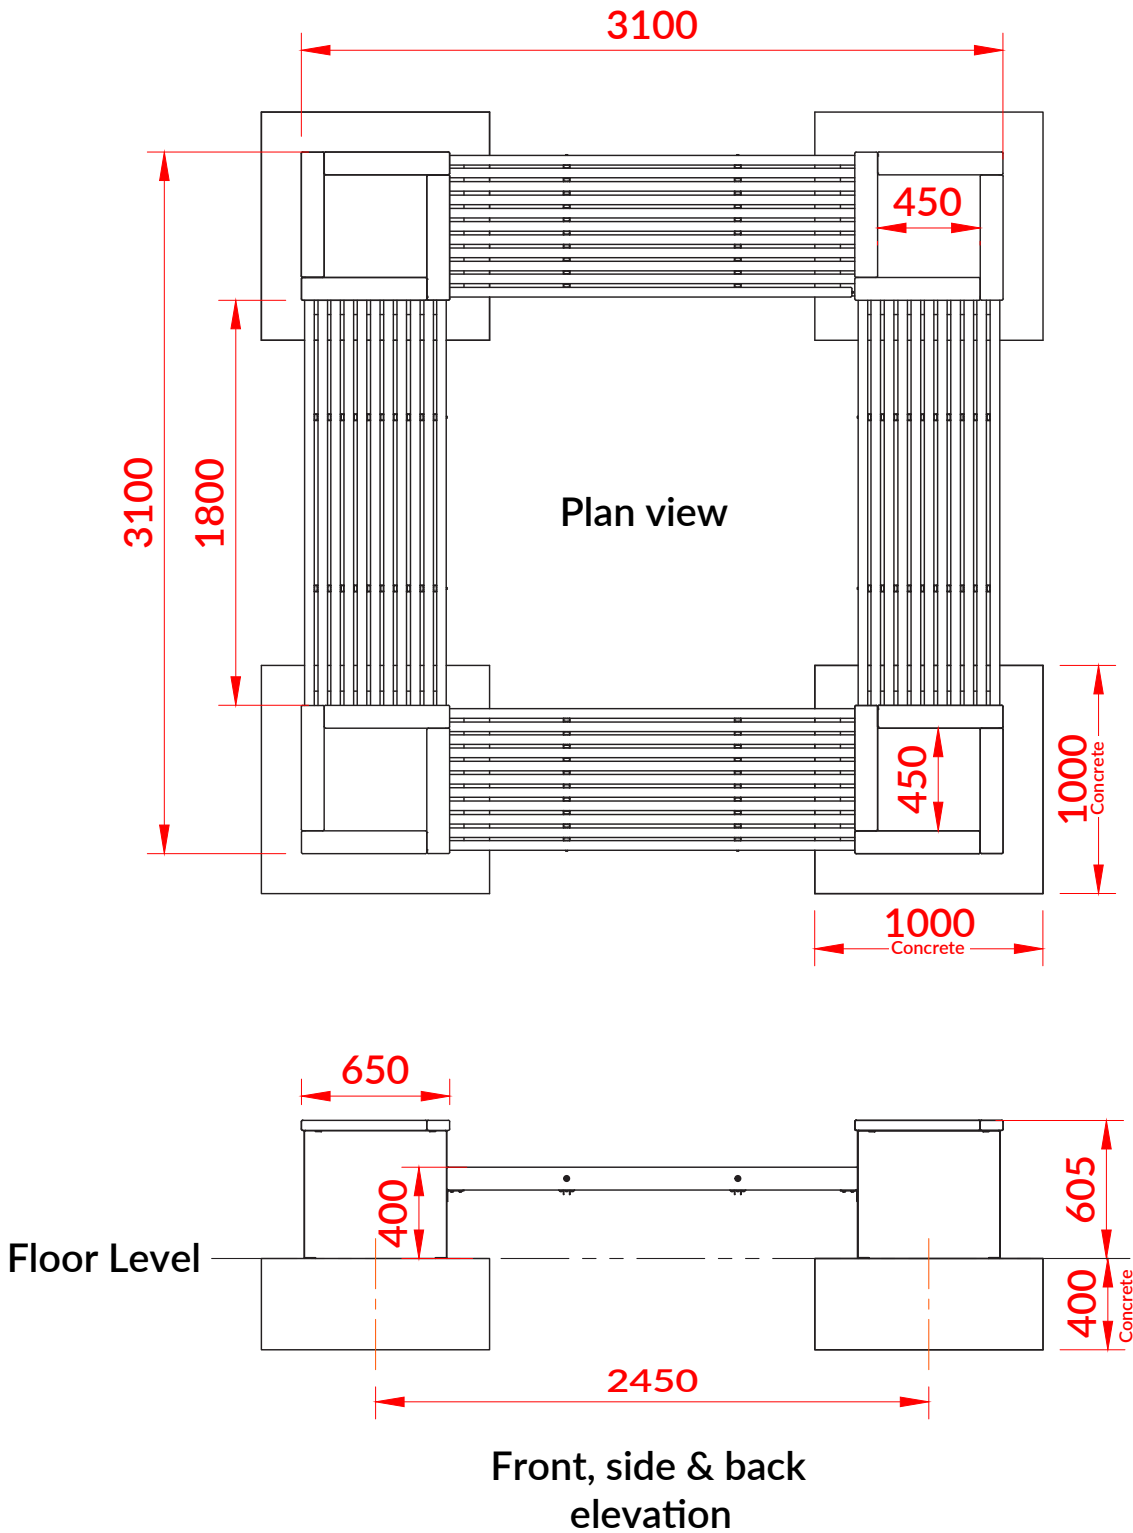 3100
450
3100
1800
Plan view
450
1000
Concrete
1000
Concrete
650
400
605
Floor Level
400
Concrete
2450
Front, side & back
elevation